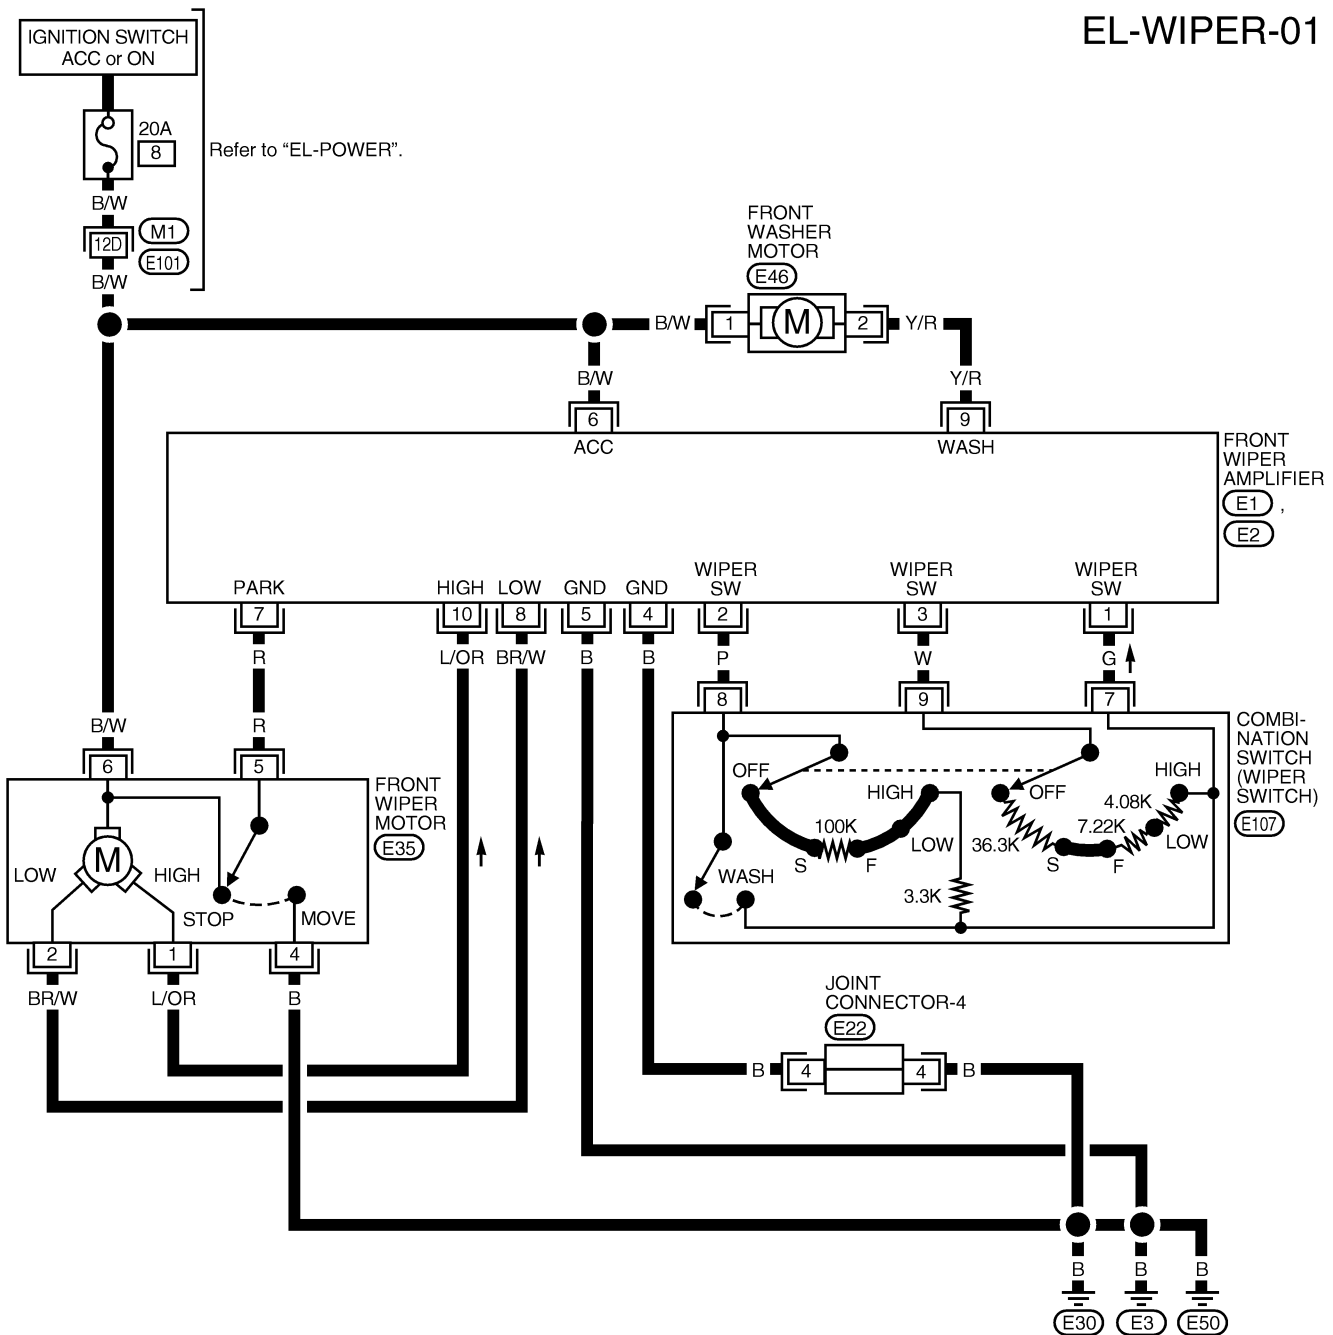 EL-WIPER-01
IGNITION SWITCH
ACC or ON
20A
8
Refer to “EL-POWER”.
B/W
12D
M1
E101
B/W
FRONT
WASHER
MOTOR
E46
B/W
1
M
2
Y/R
B/W
Y/R
6
9
ACC
WASH
FRONT
WIPER
AMPLIFIER
E1 ,
E2
PARK
HIGH
LOW
GND
GND
WIPER
SW
WIPER
SW
WIPER
SW
7
10
8
5
4
2
3
1
R
L/OR
BR/W
B
B
P
W
G
8
9
7
B/W
R
6
5
FRONT
WIPER
MOTOR
E35
M
LOW
HIGH
STOP
MOVE
2
1
4
BR/W
L/OR
B
COMBI-
NATION
SWITCH
(WIPER
SWITCH)
E107
OFF
HIGH
100K
LOW
S
F
WASH
3.3K
OFF
HIGH
4.08K
7.22K
36.3K
LOW
S
F
JOINT
CONNECTOR-4
E22
B
4
4
B
B
B
B
E30
E3
E50